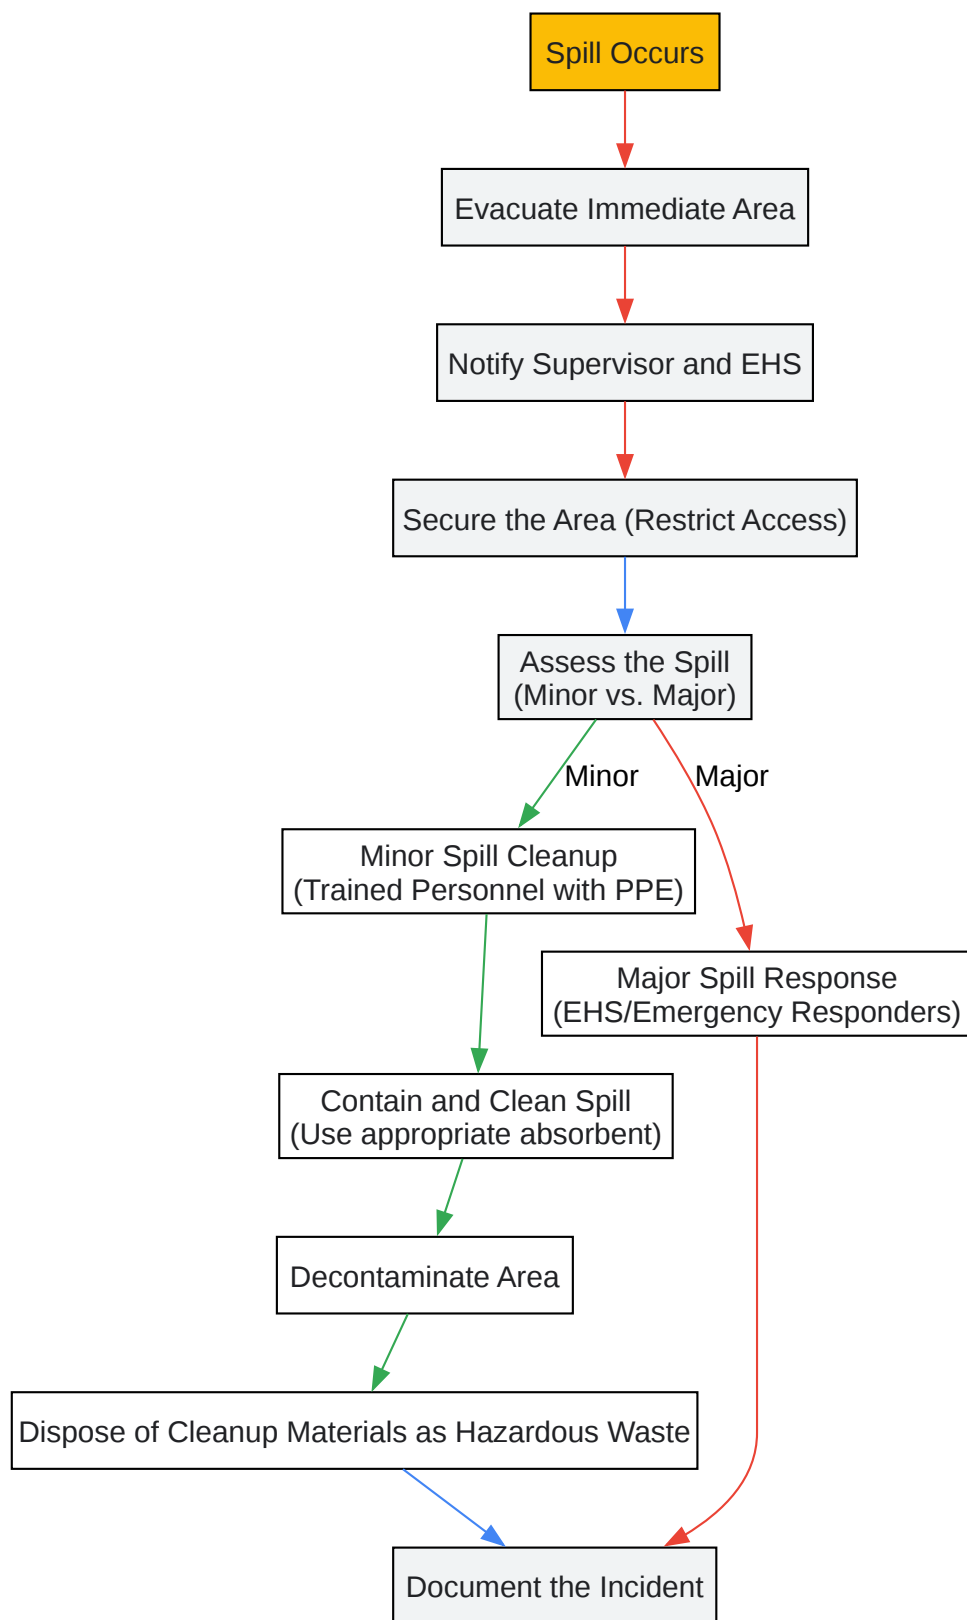 Spill Occurs
Evacuate Immediate Area
Notify Supervisor and EHS
Secure the Area (Restrict Access)
Assess the Spill
(Minor vs. Major)
Minor
Major
Minor Spill Cleanup
(Trained Personnel with PPE)
Major Spill Response
(EHS/Emergency Responders)
Contain and Clean Spill
(Use appropriate absorbent)
Decontaminate Area
Dispose of Cleanup Materials as Hazardous Waste
Document the Incident